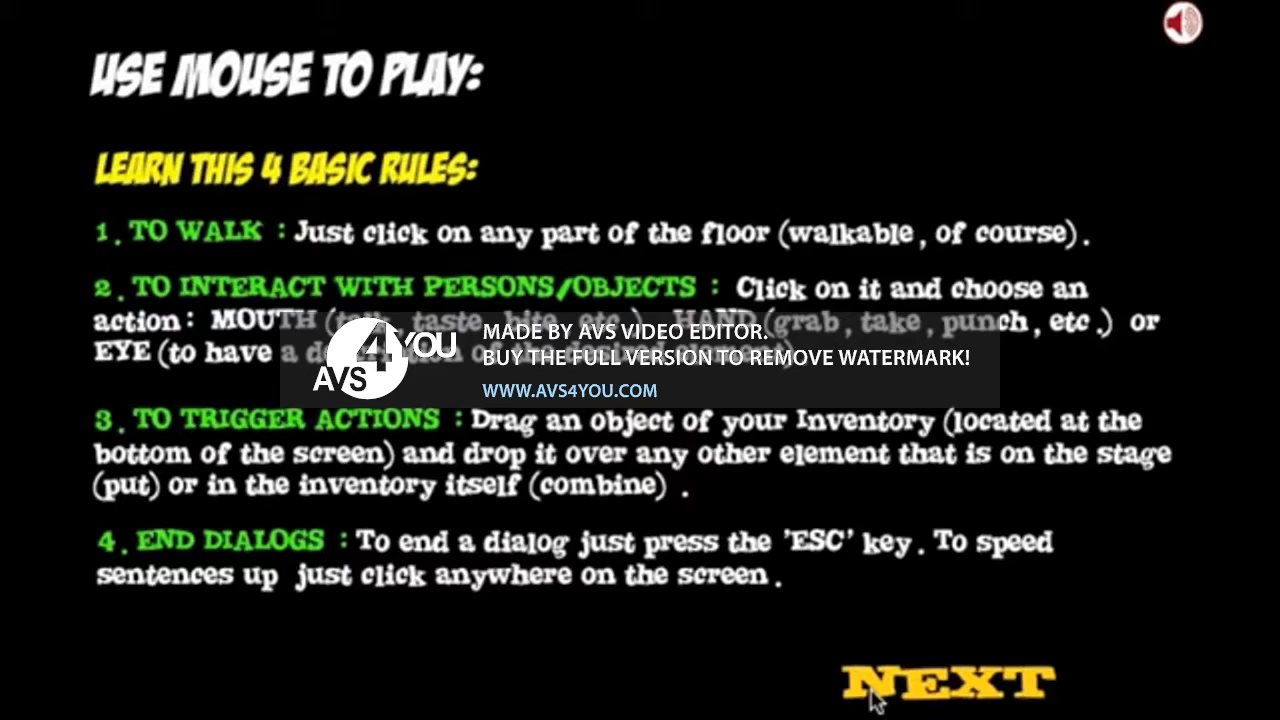 USE MOUSE TO PLAY:
LEARN THIS 4 BASIC RULES:
1. TO WALK : Just click on any part of the floor (walkable, of course).
2. TO INTERACT WITH PERSONS/OBJECTS : Click on it and choose an
action: MOUTH (talk, taste, bite, etc.) HAND (grab, take, punch, etc.) or
EYE (to have a of the
AVS4YOU
MADE BY AVS VIDEO EDITOR.
BUY THE FULL VERSION TO REMOVE WATERMARK!
WWW.AVS4YOU.COM
3. TO TRIGGER ACTIONS : Drag an object of your Inventory (located at the
bottom of the screen) and drop it over any other element that is on the stage
(put) or in the inventory itself (combine) .
4. END DIALOGS : To end a dialog just press the 'ESC' key. To speed
sentences up just click anywhere on the screen.
NEXT